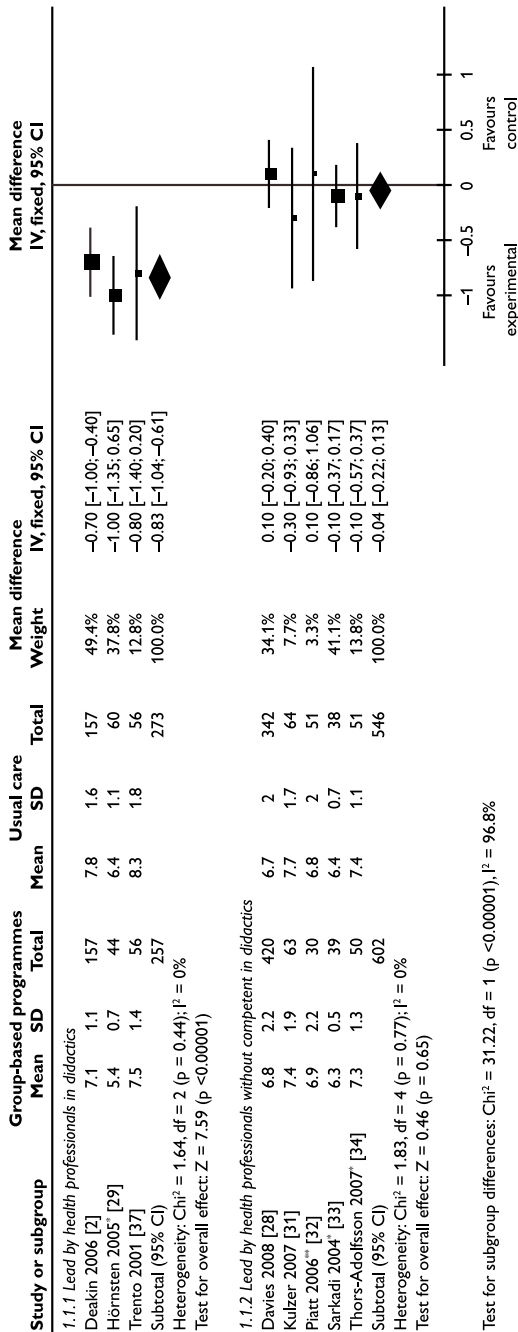 Group-based programmes Usual care Mean difference Mean difference
Study or subgroup Mean SD Total Mean SD Total Weight IV, fixed, 95% CI IV, fixed, 95% CI
1.1.1 Lead by health professionals in didactics
Deakin 2006 [2] 7.1 1.1 157 7.8 1.6 157 49.4% −0.70 [−1.00; −0.40]
Hörnsten 2005* [29] 5.4 0.7 44 6.4 1.1 60 37.8% −1.00 [−1.35; 0.65]
Trento 2001 [37] 7.5 1.4 56 8.3 1.8 56 12.8% −0.80 [−1.40; 0.20]
Subtotal (95% CI) 257 273 100.0% −0.83 [−1.04; −0.61]
Heterogeneity: Chi² = 1.64, df = 2 (p = 0.44); I² = 0%
Test for overall effect: Z = 7.59 (p <0.00001)
1.1.2 Lead by health professionals without competent in didactics
Davies 2008 [28] 6.8 2.2 420 6.7 2 342 34.1% 0.10 [−0.20; 0.40]
Kulzer 2007 [31] 7.4 1.9 63 7.7 1.7 64 7.7% −0.30 [−0.93; 0.33]
Piatt 2006** [32] 6.9 2.2 30 6.8 2 51 3.3% 0.10 [−0.86; 1.06]
Sarkadi 2004* [33] 6.3 0.5 39 6.4 0.7 38 41.1% −0.10 [−0.37; 0.17]
Thors-Adolfsson 2007* [34] 7.3 1.3 50 7.4 1.1 51 13.8% −0.10 [−0.57; 0.37]
Subtotal (95% CI) 602 546 100.0% −0.04 [−0.22; 0.13]
Heterogeneity: Chi² = 1.83, df = 4 (p = 0.77); I² = 0%
Test for overall effect: Z = 0.46 (p = 0.65)
−1 −0.5 0 0.5 1
Favours Favours
experimental control
Test for subgroup differences: Chi² = 31.22, df = 1 (p <0.00001), I² = 96.8%